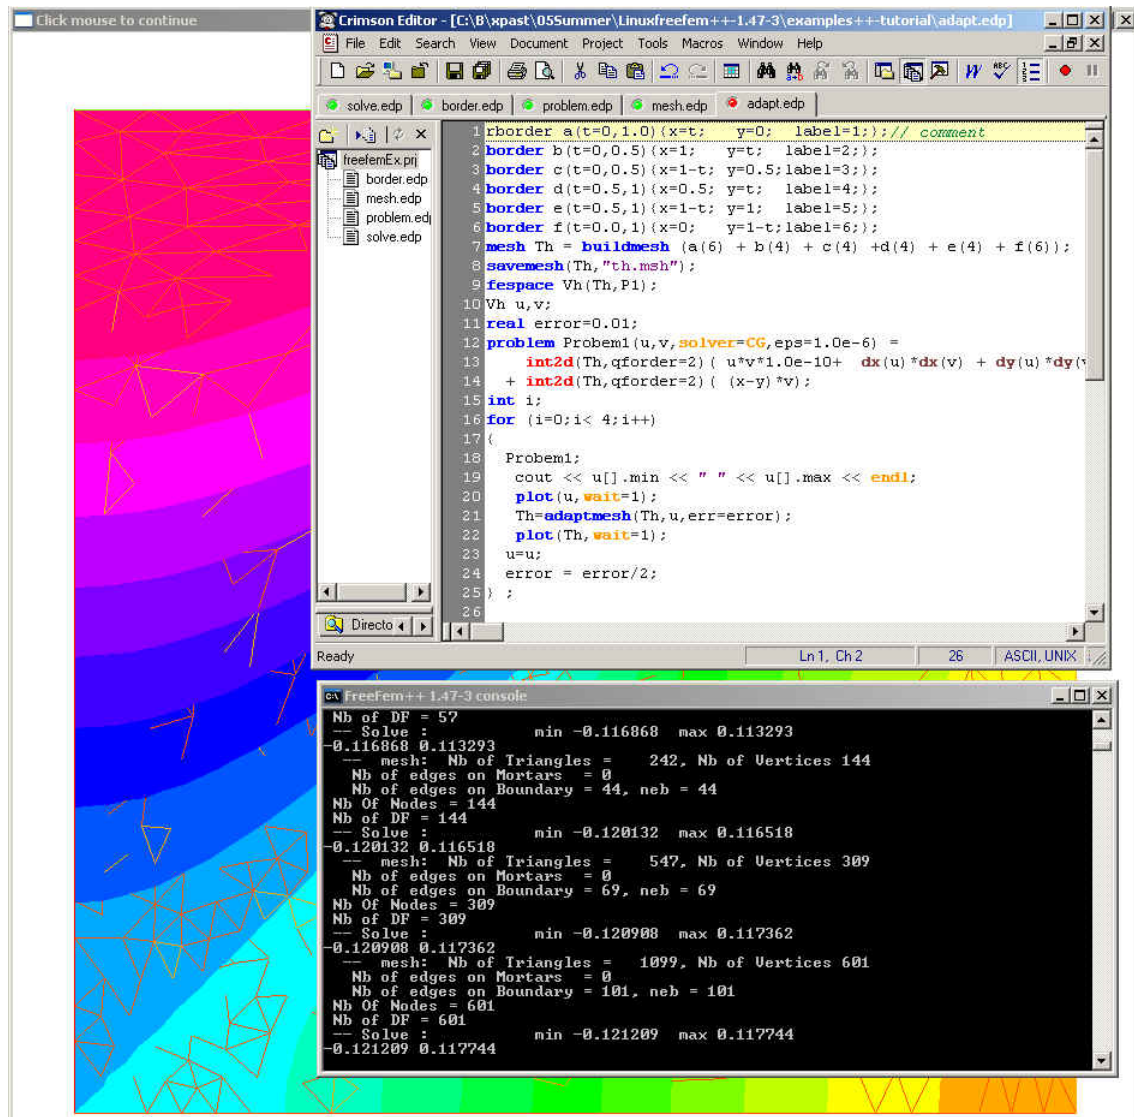 Click mouse to continue
Crimson Editor - [C:\B\xpast\05Summer\Linuxfreefem++-1.47-3\examples++-tutorial\adapt.edp]
File Edit Search View Document Project Tools Macros Window Help
solve.edp border.edp problem.edp mesh.edp adapt.edp
freefemEx.prj
border.edp
mesh.edp
problem.edp
solve.edp
Directo
1 rborder a(t=0,1.0){x=t; y=0; label=1;};// comment
2 border b(t=0,0.5){x=1; y=t; label=2;};
3 border c(t=0,0.5){x=1-t; y=0.5;label=3;};
4 border d(t=0.5,1){x=0.5; y=t; label=4;};
5 border e(t=0.5,1){x=1-t; y=1; label=5;};
6 border f(t=0.0,1){x=0; y=1-t;label=6;};
7 mesh Th = buildmesh (a(6) + b(4) + c(4) +d(4) + e(4) + f(6));
8 savemesh(Th,"th.msh");
9 fespace Vh(Th,P1);
10 Vh u,v;
11 real error=0.01;
12 problem Probem1(u,v,solver=CG,eps=1.0e-6) =
13 int2d(Th,qforder=2)( u*v*1.0e-10+ dx(u)*dx(v) + dy(u)*dy(v
14 + int2d(Th,qforder=2)( (x-y)*v);
15 int i;
16 for (i=0;i< 4;i++)
17 {
18 Probem1;
19 cout << u[].min << " " << u[].max << endl;
20 plot(u,wait=1);
21 Th=adaptmesh(Th,u,err=error);
22 plot(Th,wait=1);
23 u=u;
24 error = error/2;
25 } ;
26
Ready Ln 1, Ch 2 26 ASCII, UNIX
FreeFem++ 1.47-3 console
Nb of DF = 57
-- Solve : min -0.116868 max 0.113293
-0.116868 0.113293
-- mesh: Nb of Triangles = 242, Nb of Vertices 144
Nb of edges on Mortars = 0
Nb of edges on Boundary = 44, neb = 44
Nb Of Nodes = 144
Nb of DF = 144
-- Solve : min -0.120132 max 0.116518
-0.120132 0.116518
-- mesh: Nb of Triangles = 547, Nb of Vertices 309
Nb of edges on Mortars = 0
Nb of edges on Boundary = 69, neb = 69
Nb Of Nodes = 309
Nb of DF = 309
-- Solve : min -0.120908 max 0.117362
-0.120908 0.117362
-- mesh: Nb of Triangles = 1099, Nb of Vertices 601
Nb of edges on Mortars = 0
Nb of edges on Boundary = 101, neb = 101
Nb Of Nodes = 601
Nb of DF = 601
-- Solve : min -0.121209 max 0.117744
-0.121209 0.117744